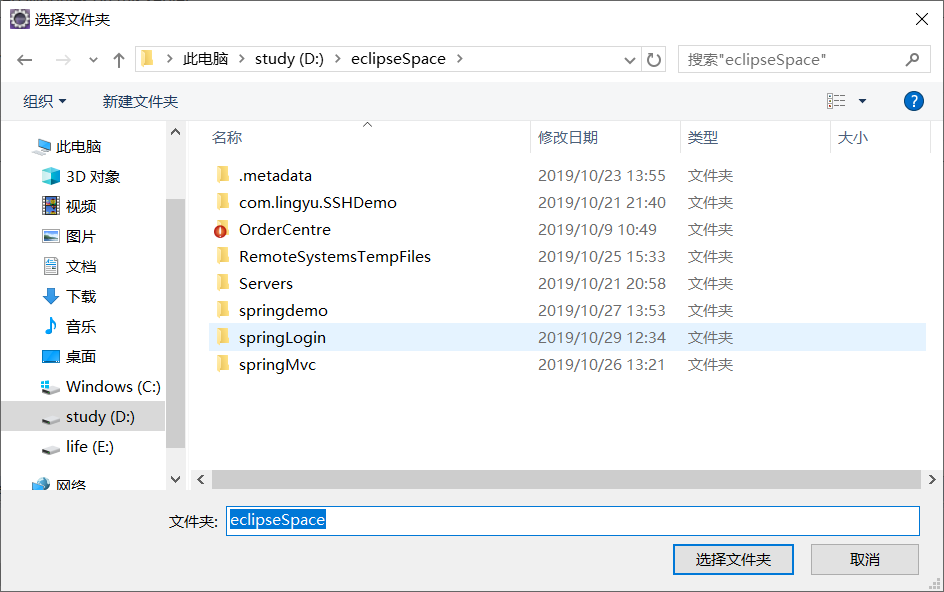 选择文件夹
此电脑 study (D:) eclipseSpace
搜索"eclipseSpace"
组织 新建文件夹
?
名称 修改日期 类型 大小
此电脑
3D 对象
视频
图片
文档
下载
音乐
桌面
Windows (C:)
study (D:)
life (E:)
网络
.metadata 2019/10/23 13:55 文件夹
com.lingyu.SSHDemo 2019/10/21 21:40 文件夹
OrderCentre 2019/10/9 10:49 文件夹
RemoteSystemsTempFiles 2019/10/25 15:33 文件夹
Servers 2019/10/21 20:58 文件夹
springdemo 2019/10/27 13:53 文件夹
springLogin 2019/10/29 12:34 文件夹
springMvc 2019/10/26 13:21 文件夹
文件夹: eclipseSpace
选择文件夹 取消